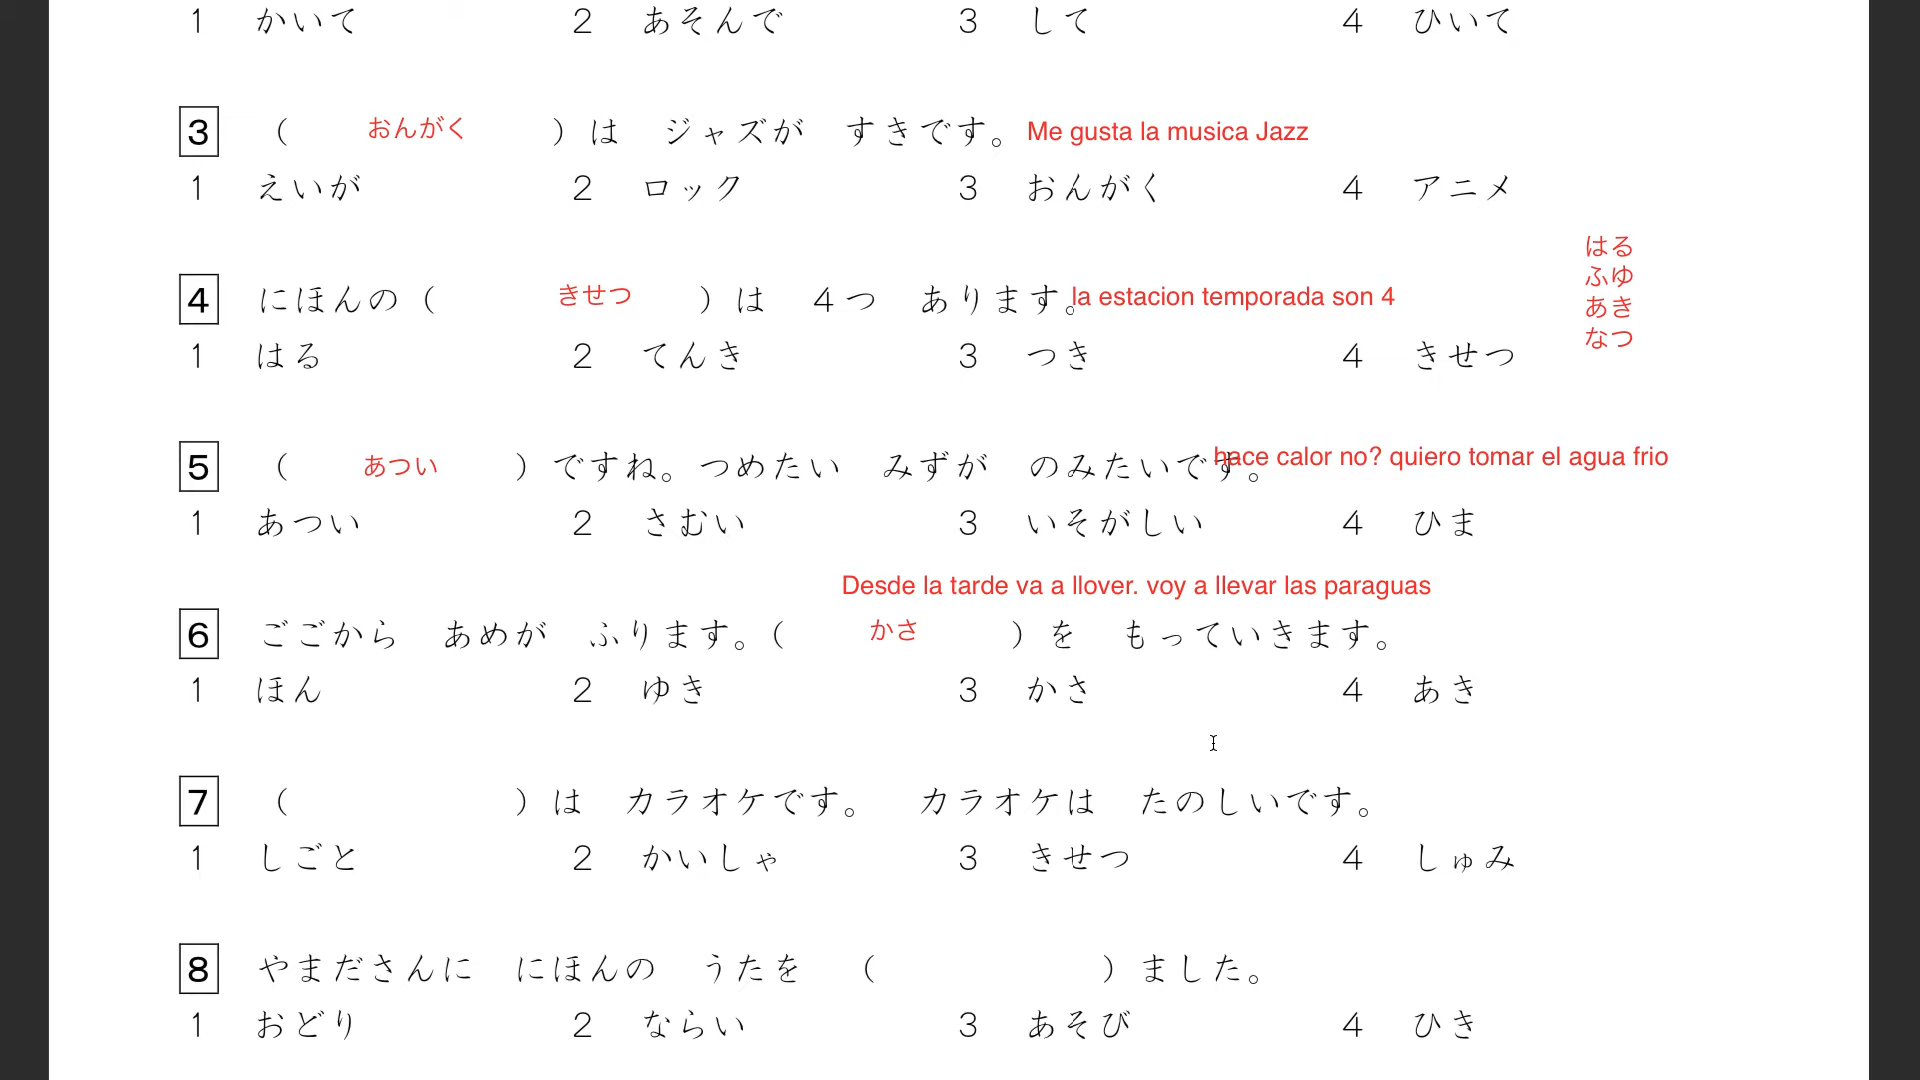 1 かいて 2 あそんで 3 して 4 ひいて
3 （ おんがく ）は ジャズが すきです。 Me gusta la musica Jazz
1 えいが 2 ロック 3 おんがく 4 アニメ
はる
ふゆ
あき
なつ
4 にほんの（ きせつ ）は 4つ あります。 la estacion temporada son 4
1 はる 2 てんき 3 つき 4 きせつ
5 （ あつい ）ですね。つめたい みずが のみたいです。 hace calor no? quiero tomar el agua frio
1 あつい 2 さむい 3 いそがしい 4 ひま
Desde la tarde va a llover. voy a llevar las paraguas
6 ごごから あめが ふります。（ かさ ）を もっていきます。
1 ほん 2 ゆき 3 かさ 4 あき
7 （ ）は カラオケです。 カラオケは たのしいです。
1 しごと 2 かいしゃ 3 きせつ 4 しゅみ
8 やまださんに にほんの うたを （ ）ました。
1 おどり 2 ならい 3 あそび 4 ひき